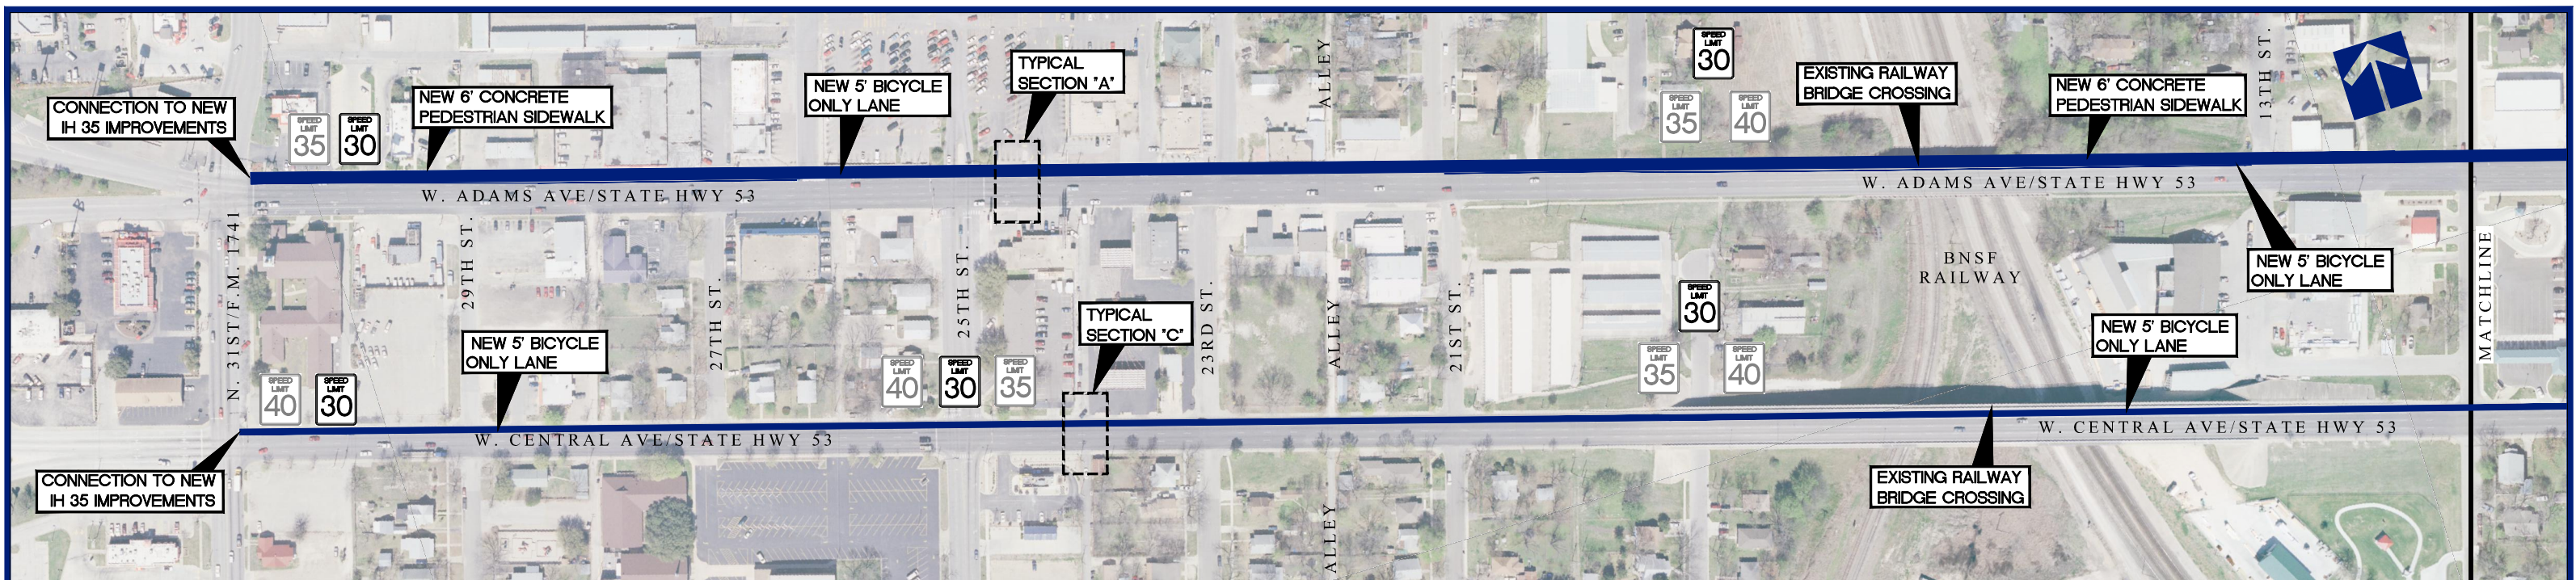 CONNECTION TO NEW
IH 35 IMPROVEMENTS
SPEED
LIMIT
35
SPEED
LIMIT
30
NEW 6' CONCRETE
PEDESTRIAN SIDEWALK
NEW 5' BICYCLE
ONLY LANE
TYPICAL
SECTION "A"
ALLEY
SPEED
LIMIT
30
SPEED
LIMIT
35
SPEED
LIMIT
40
EXISTING RAILWAY
BRIDGE CROSSING
NEW 6' CONCRETE
PEDESTRIAN SIDEWALK
13TH ST.
W. ADAMS AVE/STATE HWY 53
W. ADAMS AVE/STATE HWY 53
N. 31ST/F.M. 1741
29TH ST.
27TH ST.
25TH ST.
23RD ST.
ALLEY
21ST ST.
BNSF
RAILWAY
NEW 5' BICYCLE
ONLY LANE
MATCHLINE
SPEED
LIMIT
40
SPEED
LIMIT
30
NEW 5' BICYCLE
ONLY LANE
SPEED
LIMIT
40
SPEED
LIMIT
30
SPEED
LIMIT
35
TYPICAL
SECTION "C"
SPEED
LIMIT
30
SPEED
LIMIT
35
SPEED
LIMIT
40
NEW 5' BICYCLE
ONLY LANE
W. CENTRAL AVE/STATE HWY 53
W. CENTRAL AVE/STATE HWY 53
CONNECTION TO NEW
IH 35 IMPROVEMENTS
EXISTING RAILWAY
BRIDGE CROSSING
ALLEY